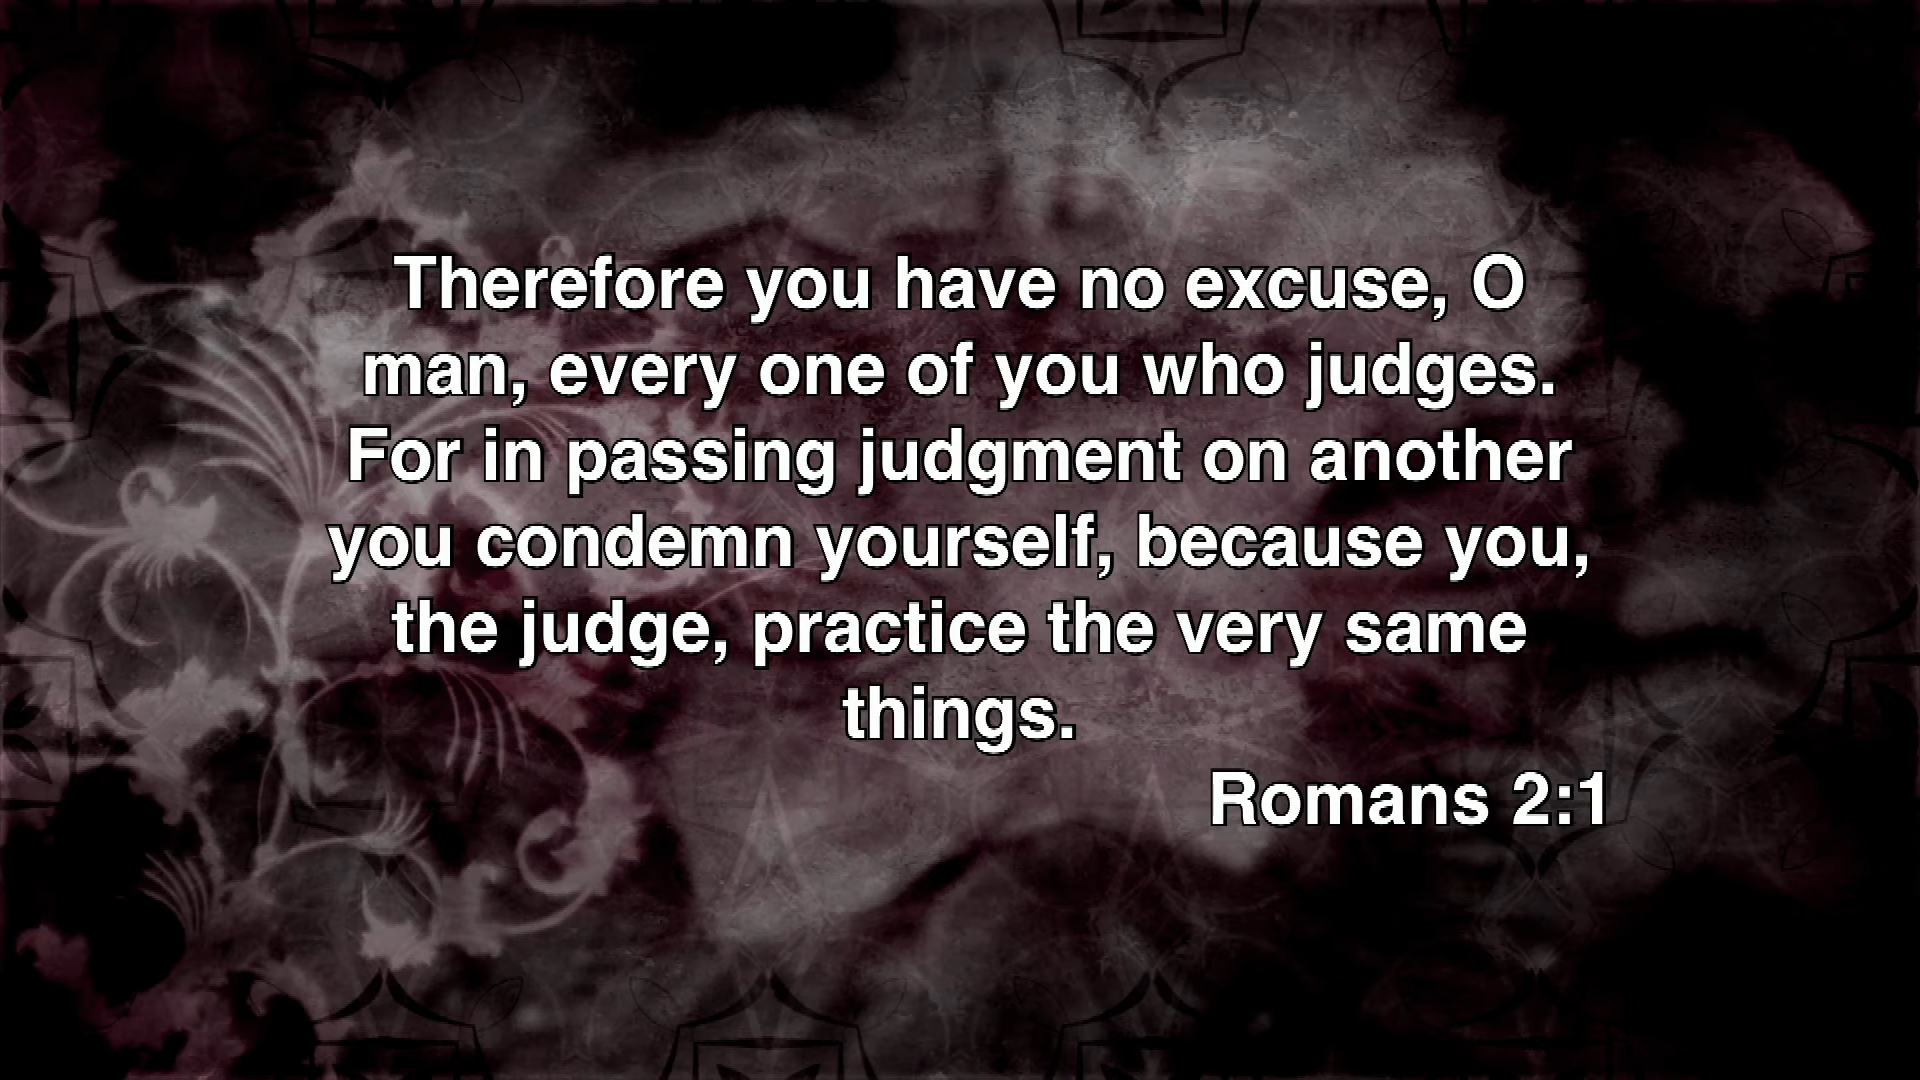 Therefore you have no excuse, O
man, every one of you who judges.
For in passing judgment on another
you condemn yourself, because you,
the judge, practice the very same
things.
Romans 2:1